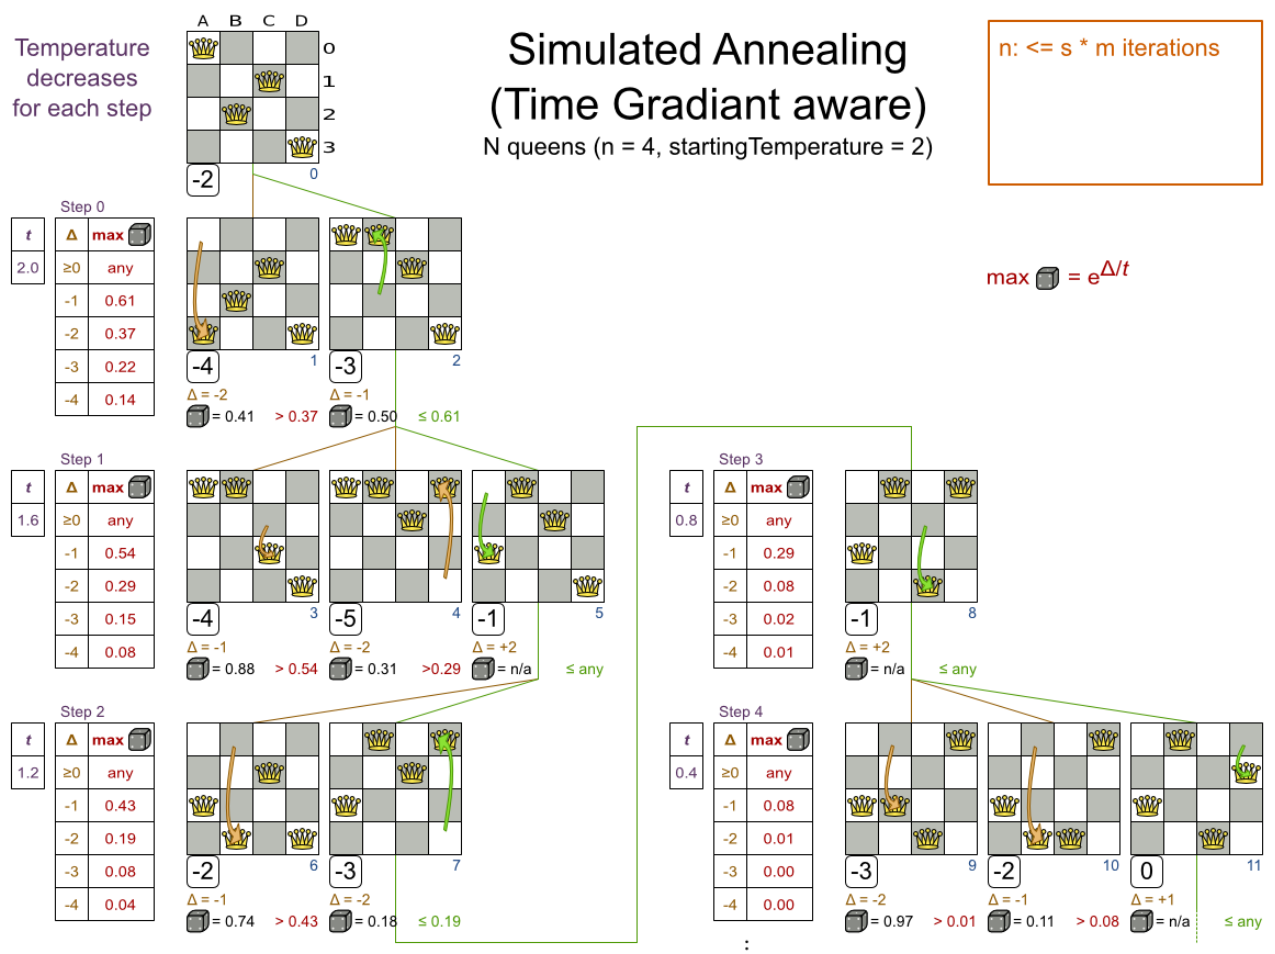 Temperature
decreases
for each step
A B C D
0
1
2
3
-2
0
Simulated Annealing
(Time Gradiant aware)
N queens (n = 4, startingTemperature = 2)
n: <= s * m iterations
max = e^Δ/t
Step 0
t
2.0
Δ max
≥0 any
-1 0.61
-2 0.37
-3 0.22
-4 0.14
-4 1
Δ = -2
= 0.41 > 0.37
-3 2
Δ = -1
= 0.50 ≤ 0.61
Step 1
t
1.6
Δ max
≥0 any
-1 0.54
-2 0.29
-3 0.15
-4 0.08
-4 3
Δ = -1
= 0.88 > 0.54
-5 4
Δ = -2
= 0.31 >0.29
-1 5
Δ = +2
= n/a ≤ any
Step 2
t
1.2
Δ max
≥0 any
-1 0.43
-2 0.19
-3 0.08
-4 0.04
-2 6
Δ = -1
= 0.74 > 0.43
-3 7
Δ = -2
= 0.18 ≤ 0.19
Step 3
t
0.8
Δ max
≥0 any
-1 0.29
-2 0.08
-3 0.02
-4 0.01
-1 8
Δ = +2
= n/a ≤ any
Step 4
t
0.4
Δ max
≥0 any
-1 0.08
-2 0.01
-3 0.00
-4 0.00
-3 9
Δ = -2
= 0.97 > 0.01
-2 10
Δ = -1
= 0.11 > 0.08
0 11
Δ = +1
= n/a ≤ any
: